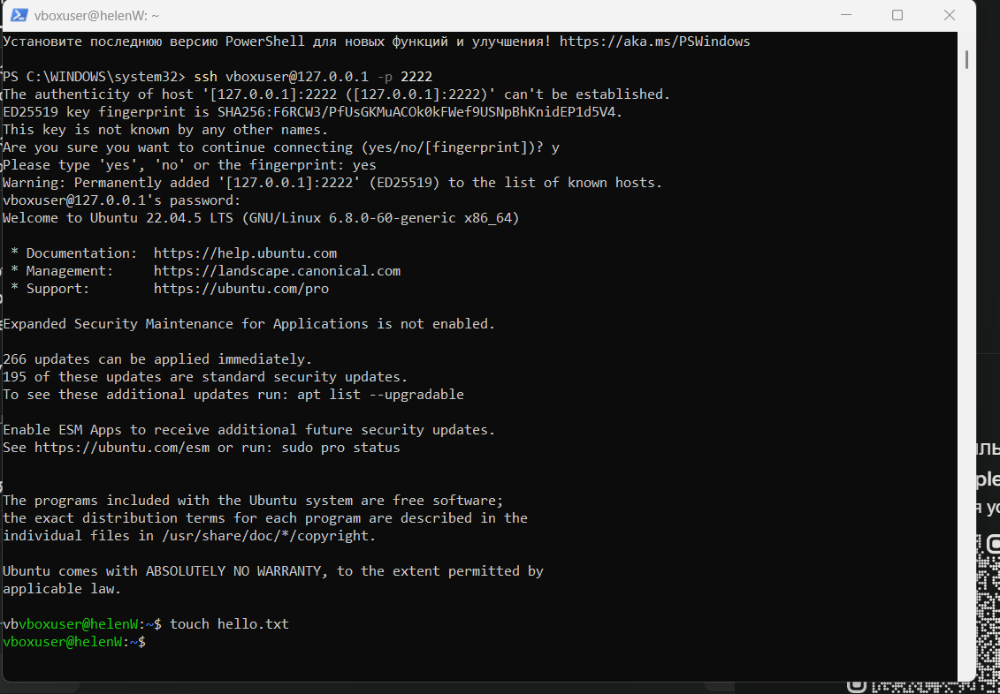 vboxuser@helenW: ~
Установите последнюю версию PowerShell для новых функций и улучшения! https://aka.ms/PSWindows
PS C:\WINDOWS\system32> ssh vboxuser@127.0.0.1 -p 2222
The authenticity of host '[127.0.0.1]:2222 ([127.0.0.1]:2222)' can't be established.
ED25519 key fingerprint is SHA256:F6RCW3/PfUsGKMuACOk0kFWef9USNpBhKnidEP1d5V4.
This key is not known by any other names.
Are you sure you want to continue connecting (yes/no/[fingerprint])? y
Please type 'yes', 'no' or the fingerprint: yes
Warning: Permanently added '[127.0.0.1]:2222' (ED25519) to the list of known hosts.
vboxuser@127.0.0.1's password:
Welcome to Ubuntu 22.04.5 LTS (GNU/Linux 6.8.0-60-generic x86_64)
* Documentation:  https://help.ubuntu.com
* Management:     https://landscape.canonical.com
* Support:        https://ubuntu.com/pro
Expanded Security Maintenance for Applications is not enabled.
266 updates can be applied immediately.
195 of these updates are standard security updates.
To see these additional updates run: apt list --upgradable
Enable ESM Apps to receive additional future security updates.
See https://ubuntu.com/esm or run: sudo pro status
The programs included with the Ubuntu system are free software;
the exact distribution terms for each program are described in the
individual files in /usr/share/doc/*/copyright.
Ubuntu comes with ABSOLUTELY NO WARRANTY, to the extent permitted by
applicable law.
vbvboxuser@helenW:~$ touch hello.txt
vboxuser@helenW:~$